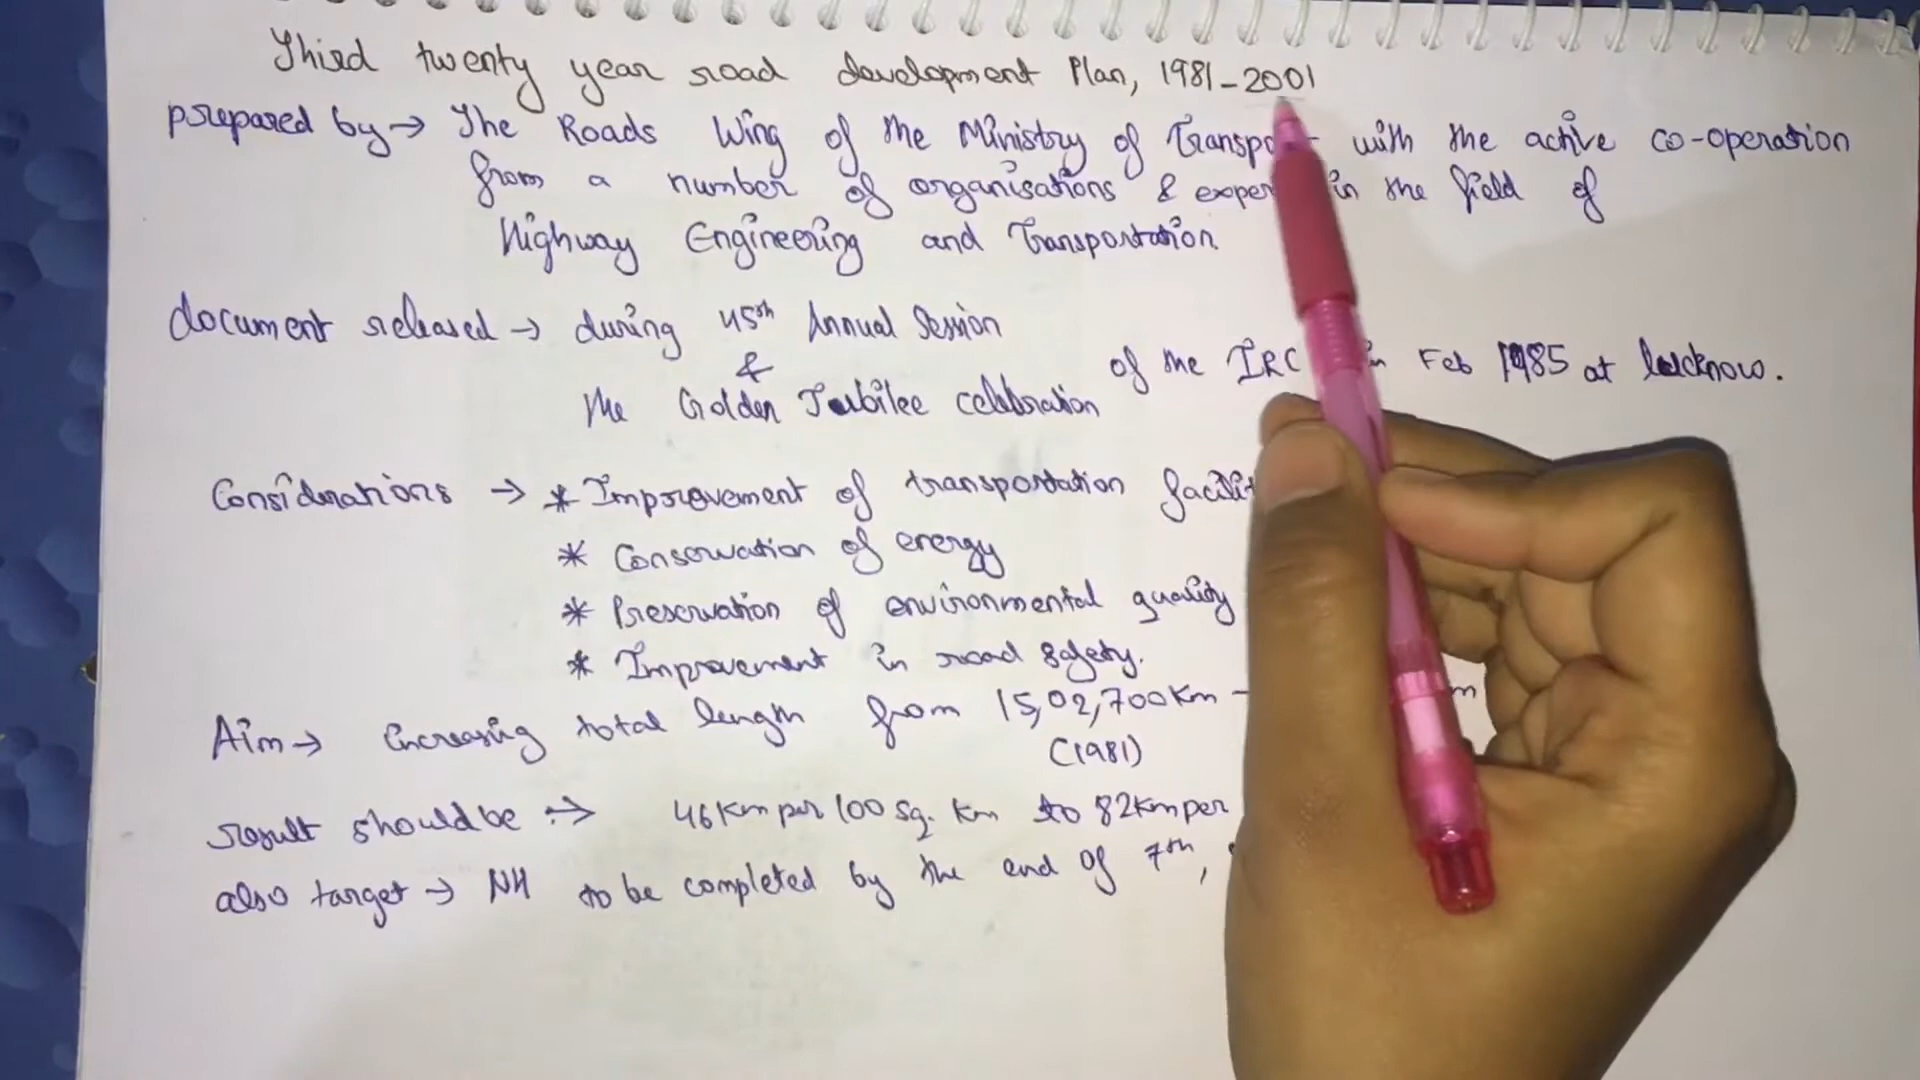 Third twenty year road development Plan, 1981-2001
prepared by → The Roads Wing of the Ministry of Transpo with the active co-operation
from a number of organisations & exper in the field of
Highway Engineering and Transportation
document released → during 45th Annual Session
&
of the IRC in Feb 1985 at lucknow.
the Golden Jubilee celebration
Considerations → * Improvement of transportation facilit
* Conservation of energy
* Preservation of environmental quality
* Improvement in road safety.
Aim → Increasing total length from 15,02,700Km
(1981)
result should be → 46Km per 100 sq. Km to 82Km per
also target → NH to be completed by the end of 7th,